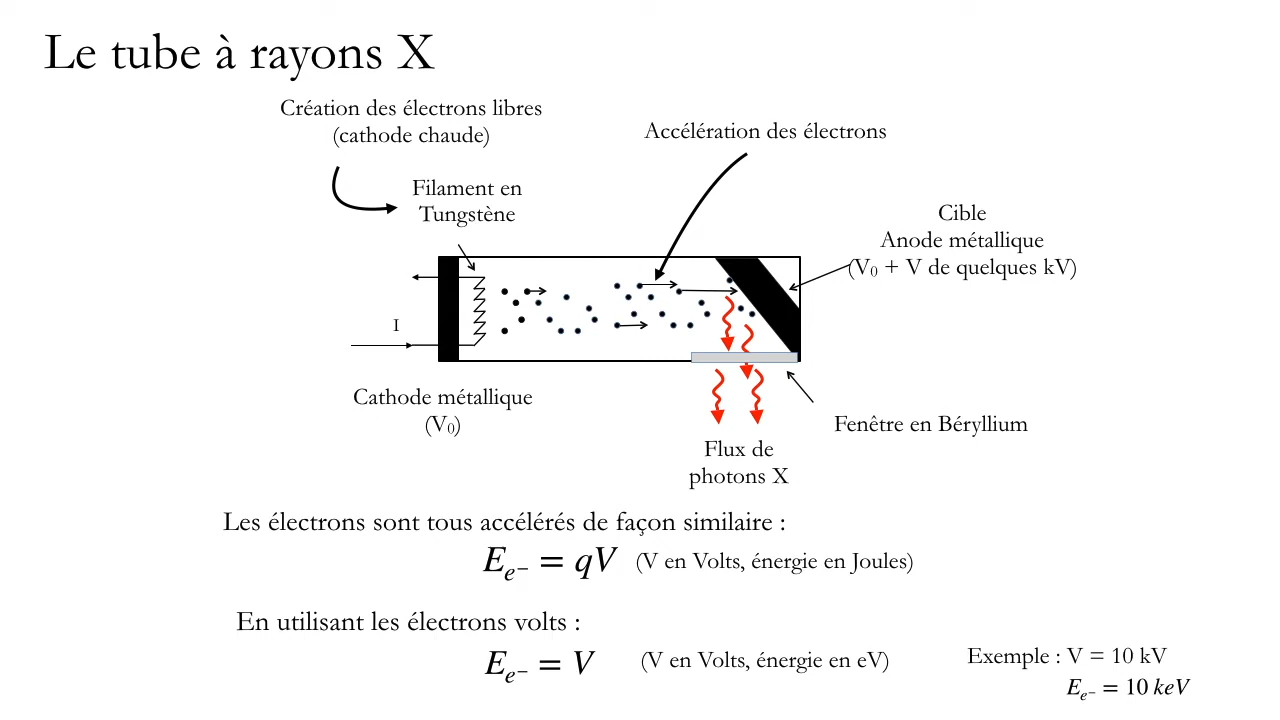 Le tube à rayons X
Création des électrons libres
(cathode chaude)
Accélération des électrons
Filament en
Tungstène
Cible
Anode métallique
(V₀ + V de quelques kV)
I
Cathode métallique
(V₀)
Fenêtre en Béryllium
Flux de
photons X
Les électrons sont tous accélérés de façon similaire :
Eₑ₋ = qV (V en Volts, énergie en Joules)
En utilisant les électrons volts :
Eₑ₋ = V (V en Volts, énergie en eV)
Exemple : V = 10 kV
Eₑ₋ = 10 keV